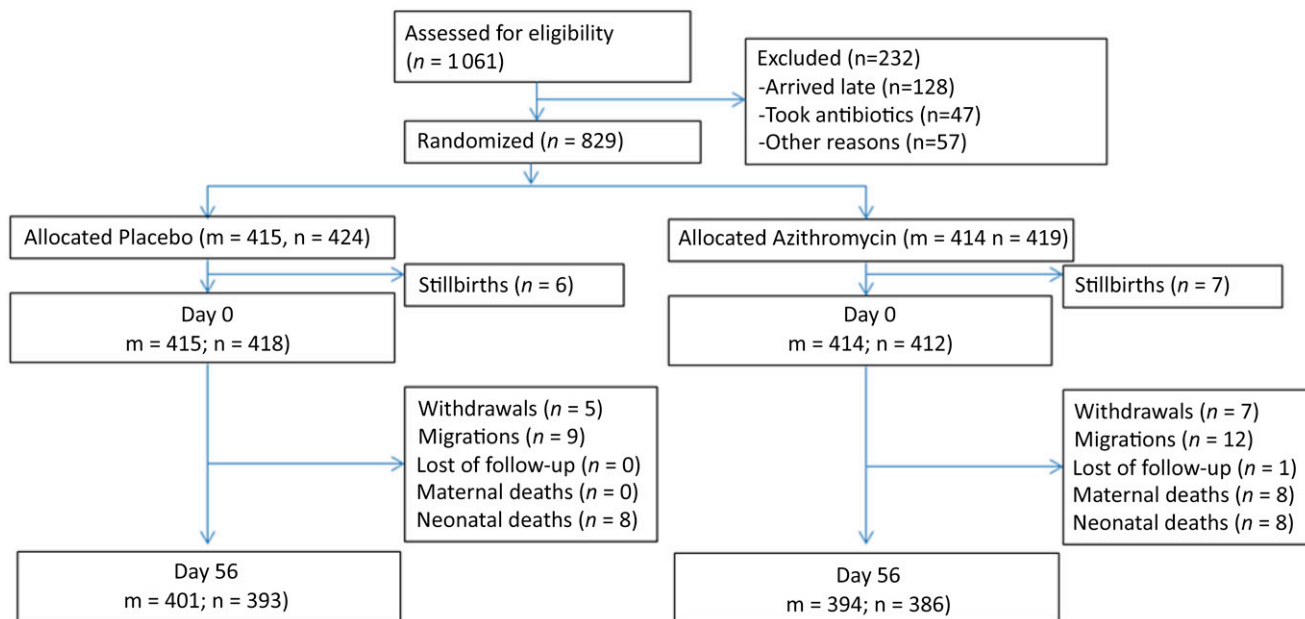 Assessed for eligibility
(n = 1 061)
Excluded (n=232)
-Arrived late (n=128)
-Took antibiotics (n=47)
-Other reasons (n=57)
Randomized (n = 829)
Allocated Placebo (m = 415, n = 424)
Allocated Azithromycin (m = 414 n = 419)
Stillbirths (n = 6)
Stillbirths (n = 7)
Day 0
m = 415; n = 418)
Day 0
m = 414; n = 412)
Withdrawals (n = 5)
Migrations (n = 9)
Lost of follow-up (n = 0)
Maternal deaths (n = 0)
Neonatal deaths (n = 8)
Withdrawals (n = 7)
Migrations (n = 12)
Lost of follow-up (n = 1)
Maternal deaths (n = 8)
Neonatal deaths (n = 8)
Day 56
m = 401; n = 393)
Day 56
m = 394; n = 386)